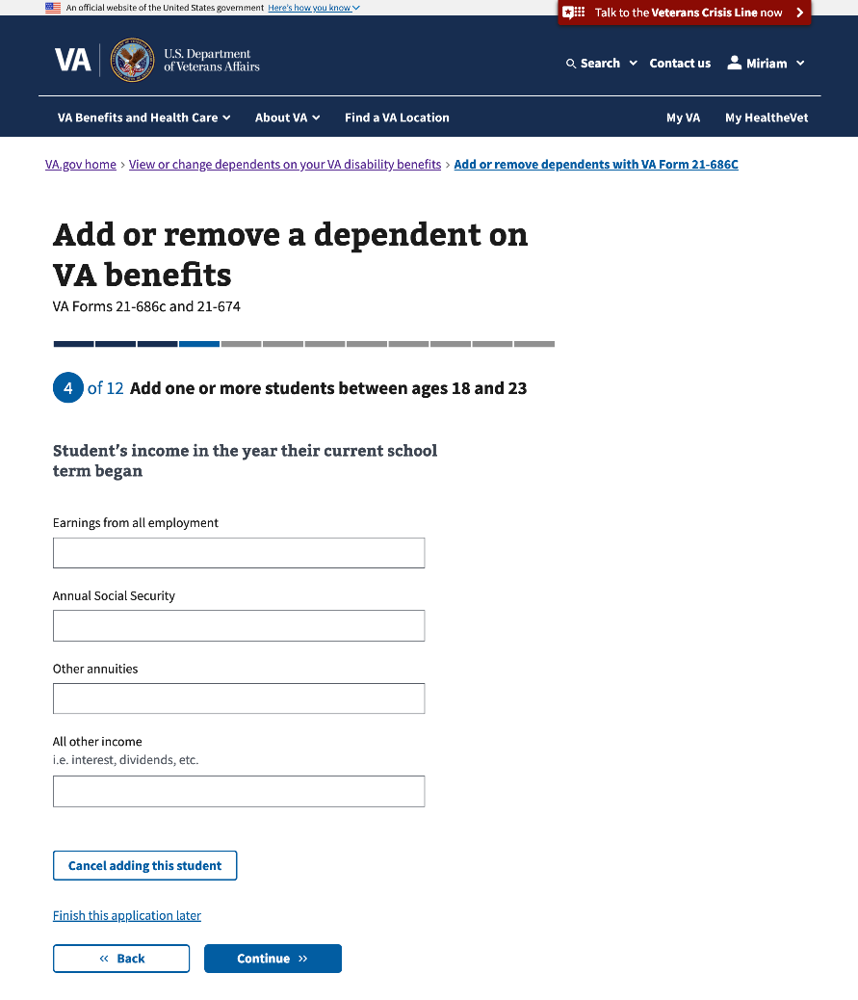 An official website of the United States government Here's how you know
Talk to the Veterans Crisis Line now
VA
U.S. Department
of Veterans Affairs
Search
Contact us
Miriam
VA Benefits and Health Care
About VA
Find a VA Location
My VA
My HealtheVet
VA.gov home › View or change dependents on your VA disability benefits › Add or remove dependents with VA Form 21-686C
Add or remove a dependent on
VA benefits
VA Forms 21-686c and 21-674
4 of 12 Add one or more students between ages 18 and 23
Student’s income in the year their current school
term began
Earnings from all employment
Annual Social Security
Other annuities
All other income
i.e. interest, dividends, etc.
Cancel adding this student
Finish this application later
« Back
Continue »